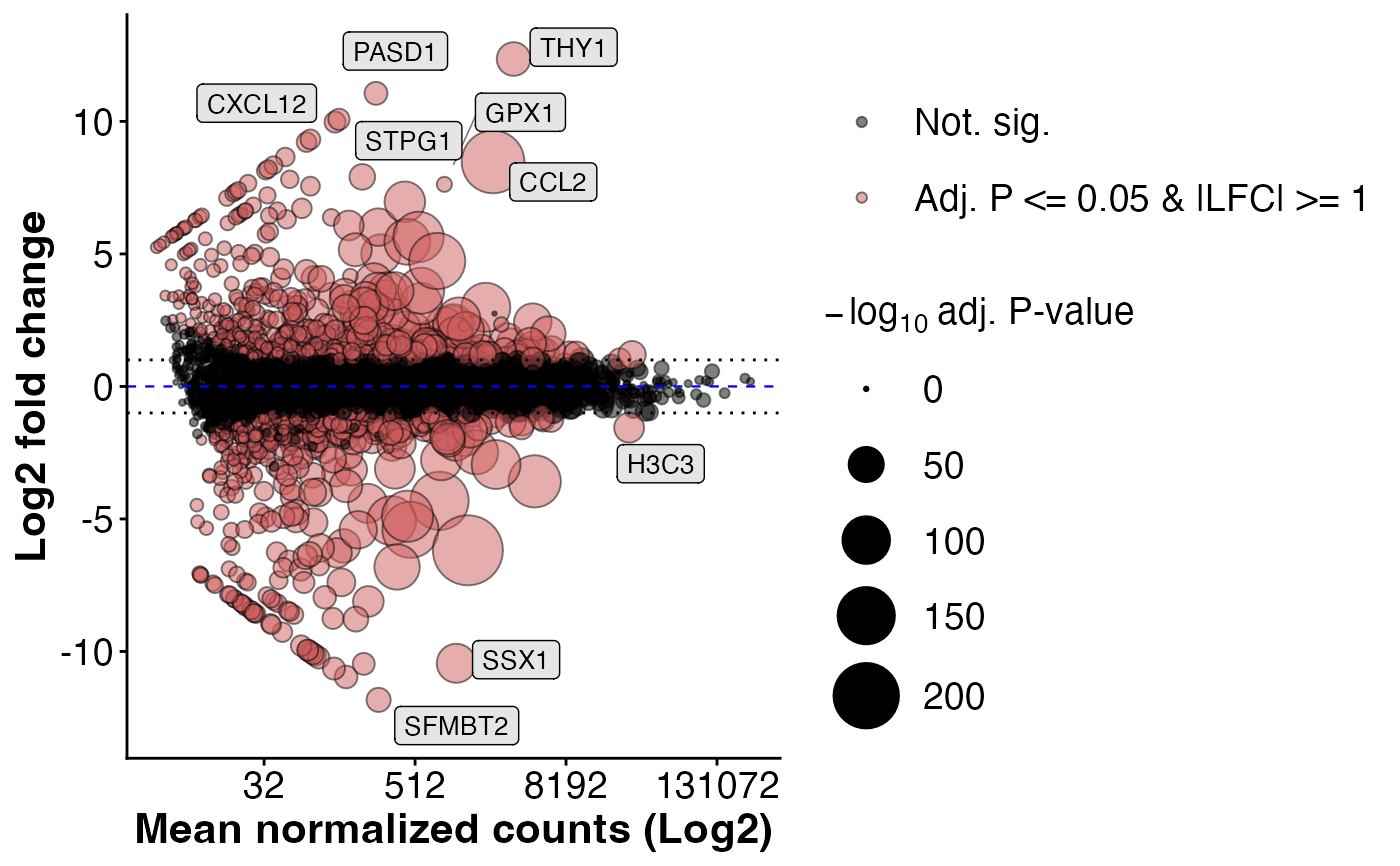 PASD1
THY1
CXCL12
GPX1
STPG1
CCL2
H3C3
SSX1
SFMBT2
10
5
0
-5
-10
Log2 fold change
32
512
8192
131072
Mean normalized counts (Log2)
Not. sig.
Adj. P <= 0.05 & |LFC| >= 1
−log10 adj. P-value
0
50
100
150
200